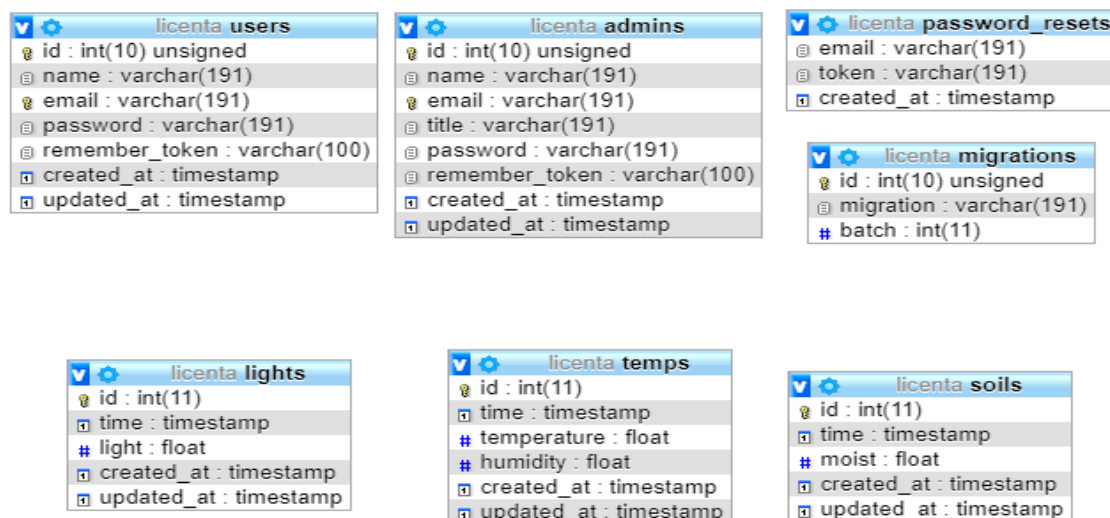 licenta users
id : int(10) unsigned
name : varchar(191)
email : varchar(191)
password : varchar(191)
remember_token : varchar(100)
created_at : timestamp
updated_at : timestamp
licenta admins
id : int(10) unsigned
name : varchar(191)
email : varchar(191)
title : varchar(191)
password : varchar(191)
remember_token : varchar(100)
created_at : timestamp
updated_at : timestamp
licenta password_resets
email : varchar(191)
token : varchar(191)
created_at : timestamp
licenta migrations
id : int(10) unsigned
migration : varchar(191)
# batch : int(11)
licenta lights
id : int(11)
time : timestamp
# light : float
created_at : timestamp
updated_at : timestamp
licenta temps
id : int(11)
time : timestamp
# temperature : float
# humidity : float
created_at : timestamp
updated_at : timestamp
licenta soils
id : int(11)
time : timestamp
# moist : float
created_at : timestamp
updated_at : timestamp